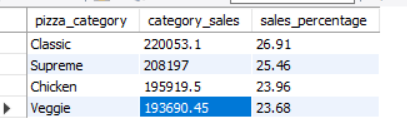 pizza_category category_sales sales_percentage
Classic 220053.1 26.91
Supreme 208197 25.46
Chicken 195919.5 23.96
Veggie 193690.45 23.68